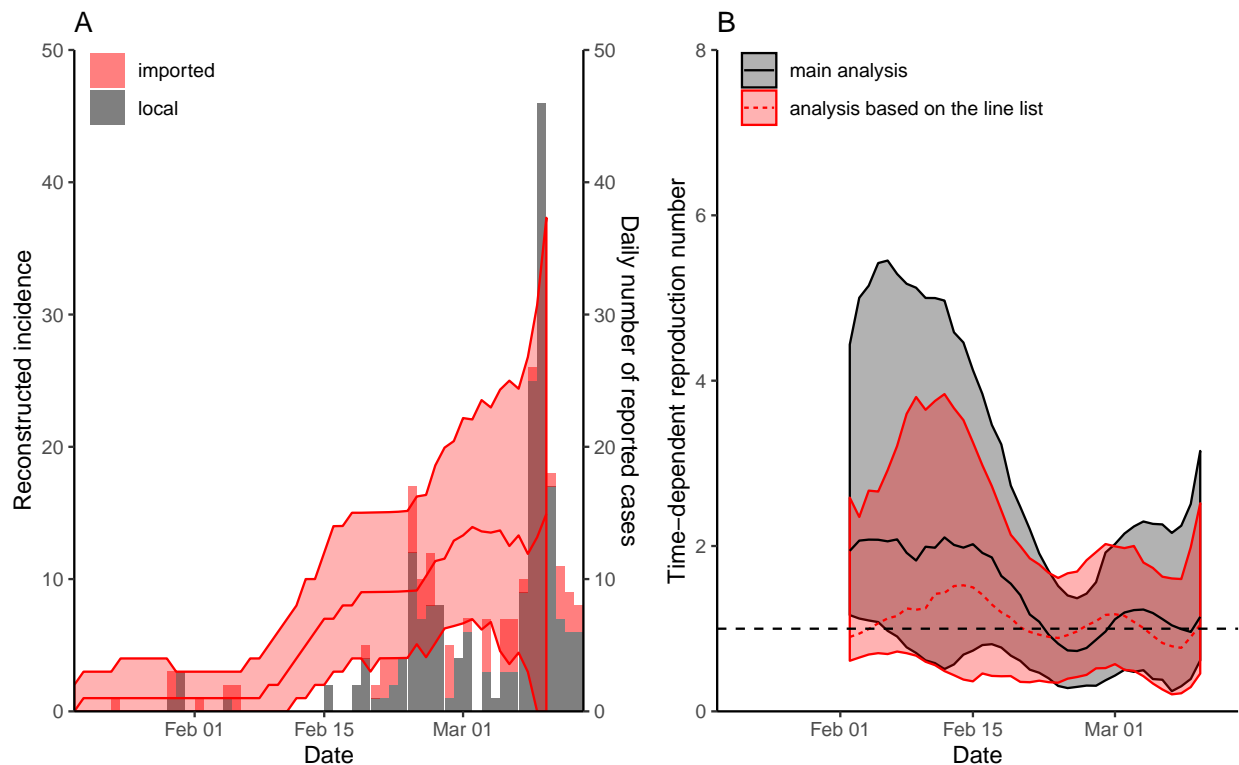 A
imported
local
50
40
30
20
10
0
50
40
30
20
10
0
Reconstructed incidence
Daily number of reported cases
Feb 01
Feb 15
Mar 01
Date
B
main analysis
analysis based on the line list
8
6
4
2
0
Time−dependent reproduction number
Feb 01
Feb 15
Mar 01
Date